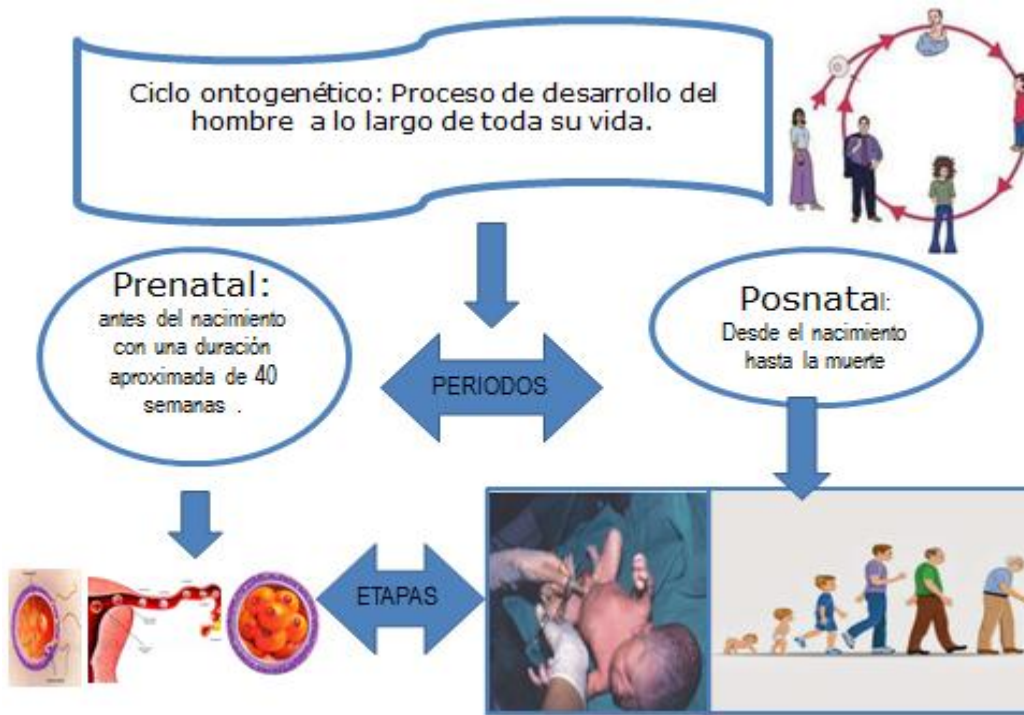 Ciclo ontogenético: Proceso de desarrollo del
hombre a lo largo de toda su vida.
Prenatal:
antes del nacimiento
con una duración
aproximada de 40
semanas .
Posnatal:
Desde el nacimiento
hasta la muerte
PERIODOS
ETAPAS